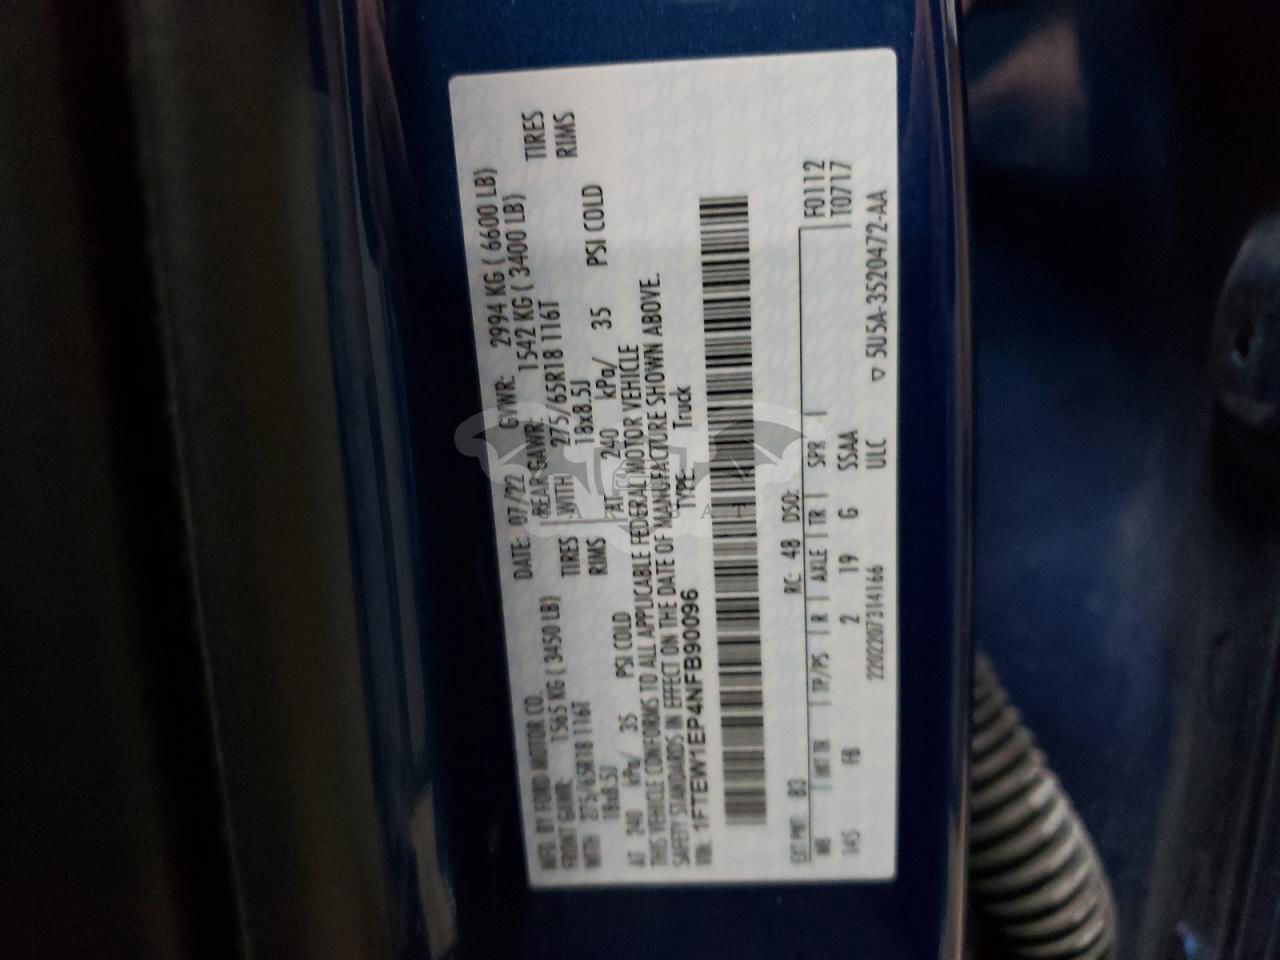 MFD. BY FORD MOTOR CO.
DATE: 07/22 GVWR: 2994 KG ( 6600 LB)
FRONT GAWR: 1565 KG ( 3450 LB) REAR GAWR: 1542 KG ( 3400 LB)
WITH 275/65R18 116T TIRES WITH 275/65R18 116T TIRES
18x8.5J RIMS 18x8.5J RIMS
AT 240 kPa/ 35 PSI COLD AT 240 kPa/ 35 PSI COLD
THIS VEHICLE CONFORMS TO ALL APPLICABLE FEDERAL MOTOR VEHICLE
SAFETY STANDARDS IN EFFECT ON THE DATE OF MANUFACTURE SHOWN ABOVE.
VIN: 1FTEW1EP4NFB90096 TYPE: Truck
EXT PNT: B3 RC: 48 DSO:
WB INT TR TP/PS R AXLE TR SPR F0112
T0717
145 FB 2 19 G SSAA
2202207314166 ULC ▽ 5U5A-3520472-AA